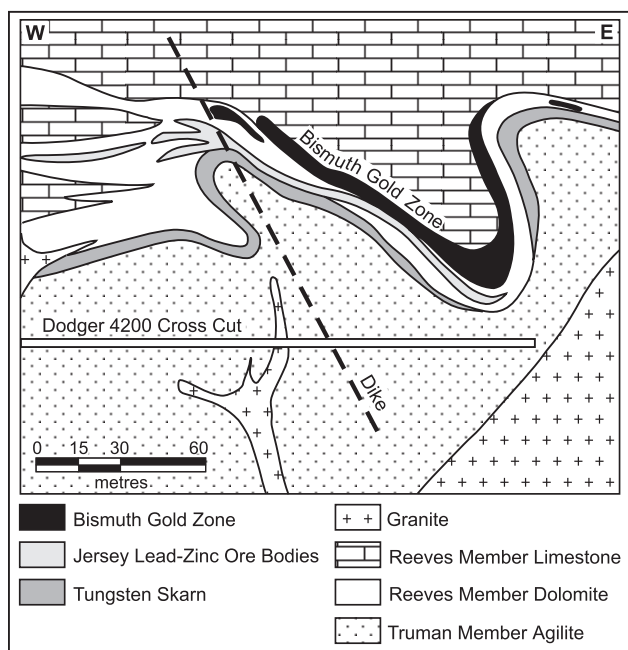 W
E
Bismuth Gold Zone
Dodger 4200 Cross Cut
Dike
0 15 30 60
metres
Bismuth Gold Zone
Jersey Lead-Zinc Ore Bodies
Tungsten Skarn
Granite
Reeves Member Limestone
Reeves Member Dolomite
Truman Member Agilite